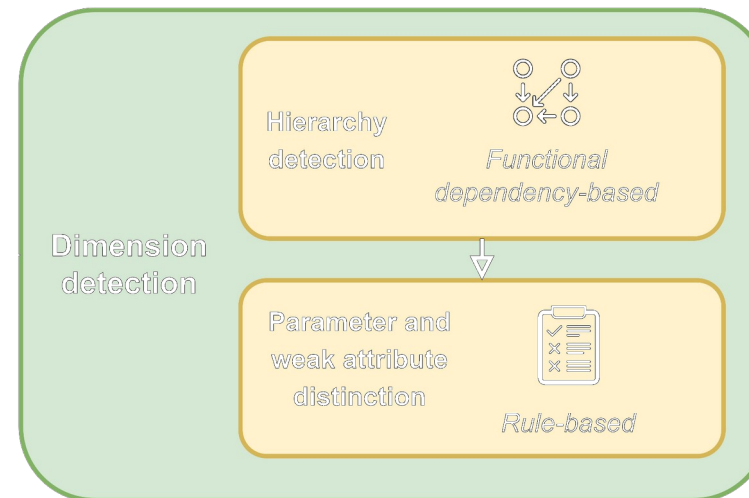 Hierarchy
detection
Functional
dependency-based
Dimension
detection
Parameter and
weak attribute
distinction
Rule-based